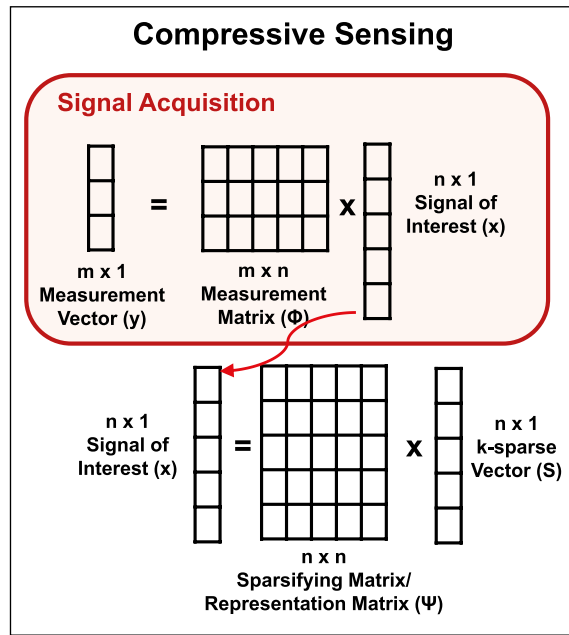 Compressive Sensing
Signal Acquisition
=
x
n x 1
Signal of
Interest (x)
m x 1
Measurement
Vector (y)
m x n
Measurement
Matrix (Φ)
n x 1
Signal of
Interest (x)
=
x
n x 1
k-sparse
Vector (S)
n x n
Sparsifying Matrix/
Representation Matrix (Ψ)